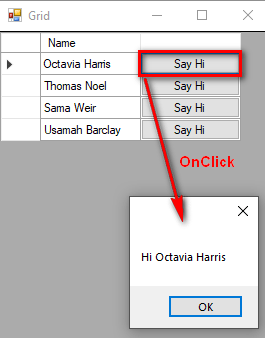 Grid
Name
Octavia Harris Say Hi
Thomas Noel Say Hi
Sama Weir Say Hi
Usamah Barclay Say Hi
OnClick
Hi Octavia Harris
OK